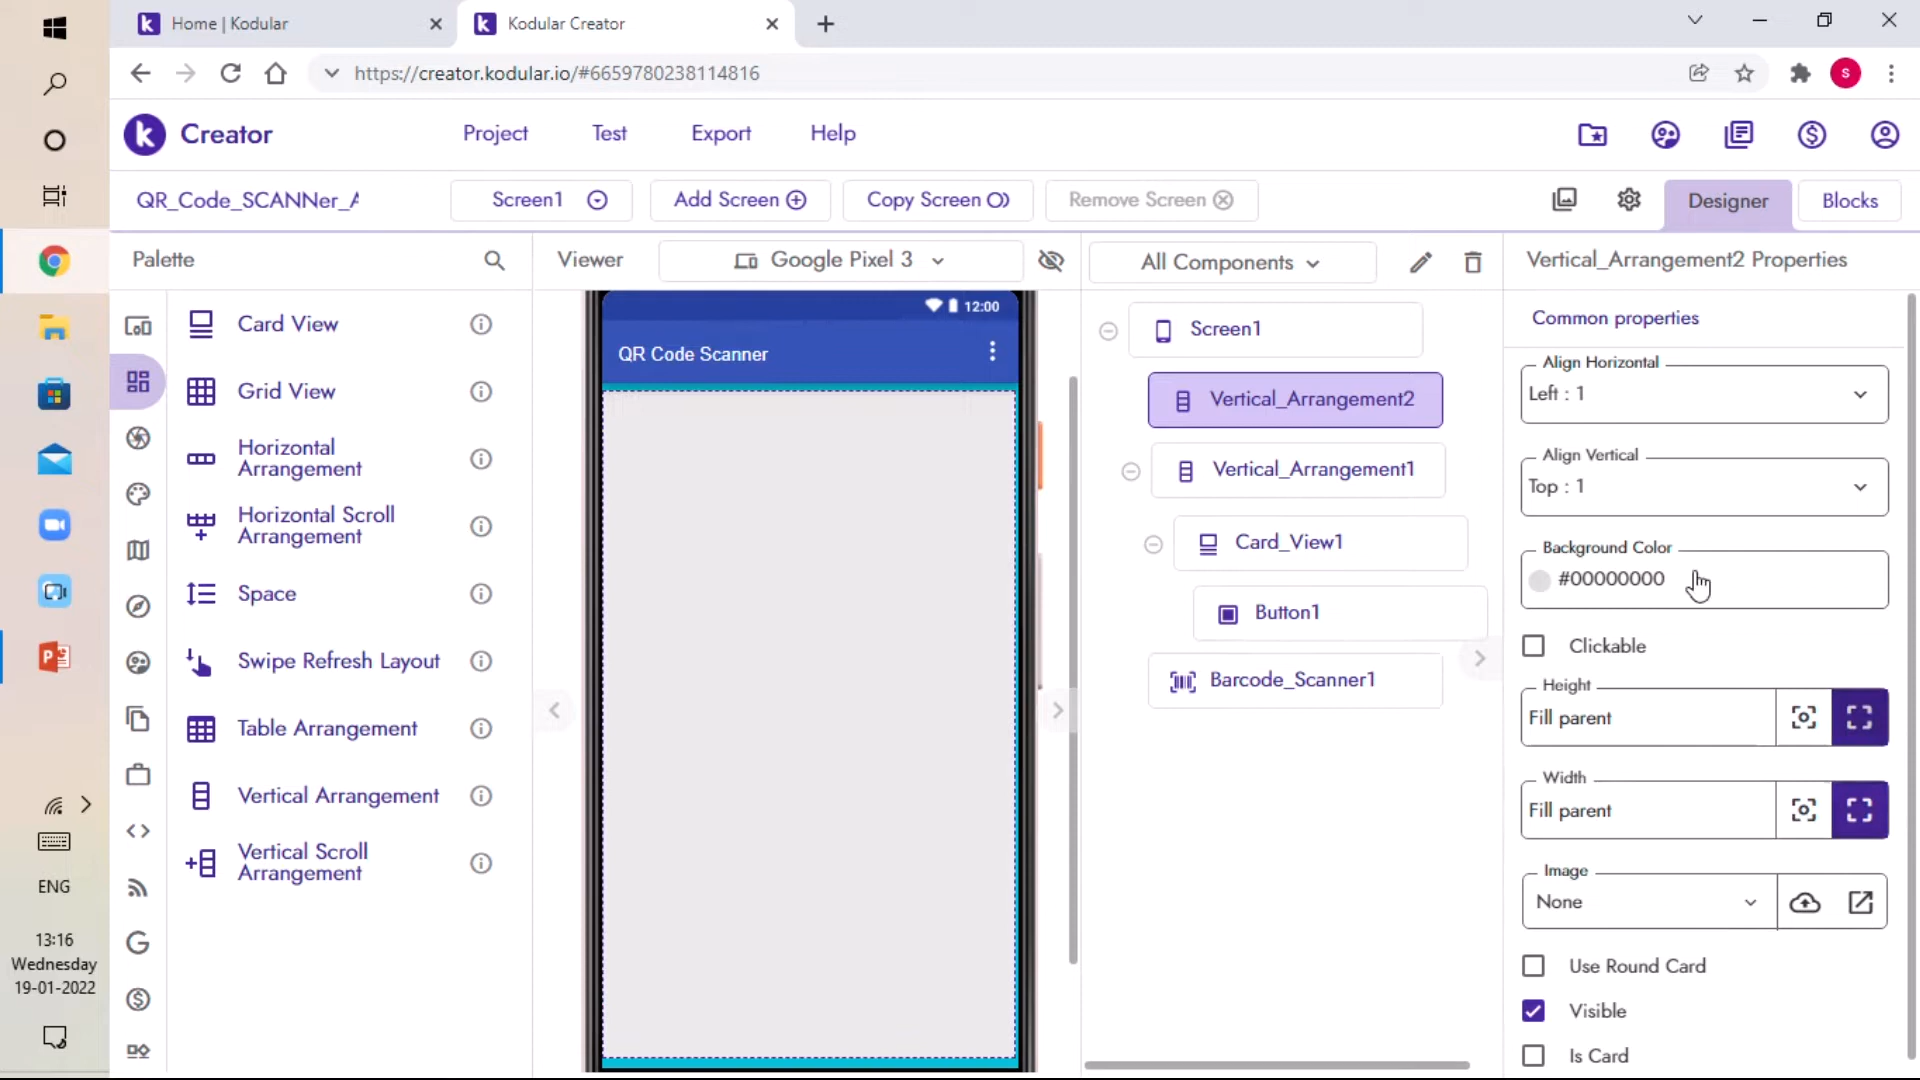 Home | Kodular
Kodular Creator
https://creator.kodular.io/#6659780238114816
S
Creator
Project
Test
Export
Help
QR_Code_SCANNer_A
Screen1
Add Screen
Copy Screen
Remove Screen
Designer
Blocks
Palette
Viewer
Google Pixel 3
All Components
Vertical_Arrangement2 Properties
Card View
Grid View
Horizontal
Arrangement
Horizontal Scroll
Arrangement
Space
Swipe Refresh Layout
Table Arrangement
Vertical Arrangement
Vertical Scroll
Arrangement
12:00
QR Code Scanner
Screen1
Vertical_Arrangement2
Vertical_Arrangement1
Card_View1
Button1
Barcode_Scanner1
Common properties
Align Horizontal
Left : 1
Align Vertical
Top : 1
Background Color
#00000000
Clickable
Height
Fill parent
Width
Fill parent
Image
None
Use Round Card
Visible
Is Card
ENG
13:16
Wednesday
19-01-2022